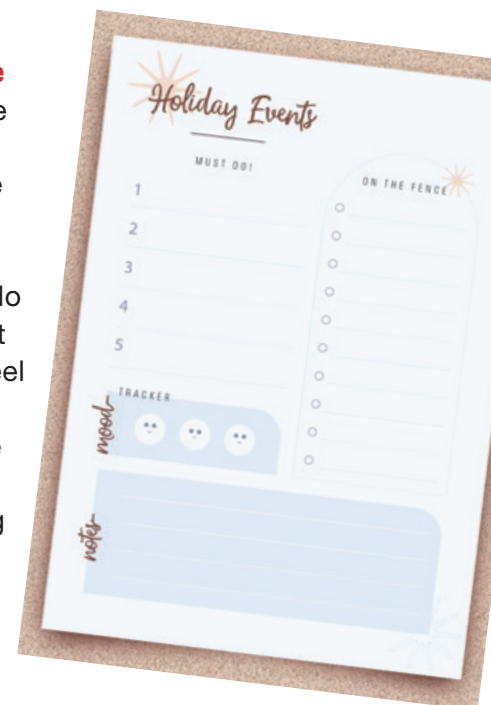 Holiday Events
MUST DO!
1
2
3
4
5
ON THE FENCE
mood
TRACKER
notes